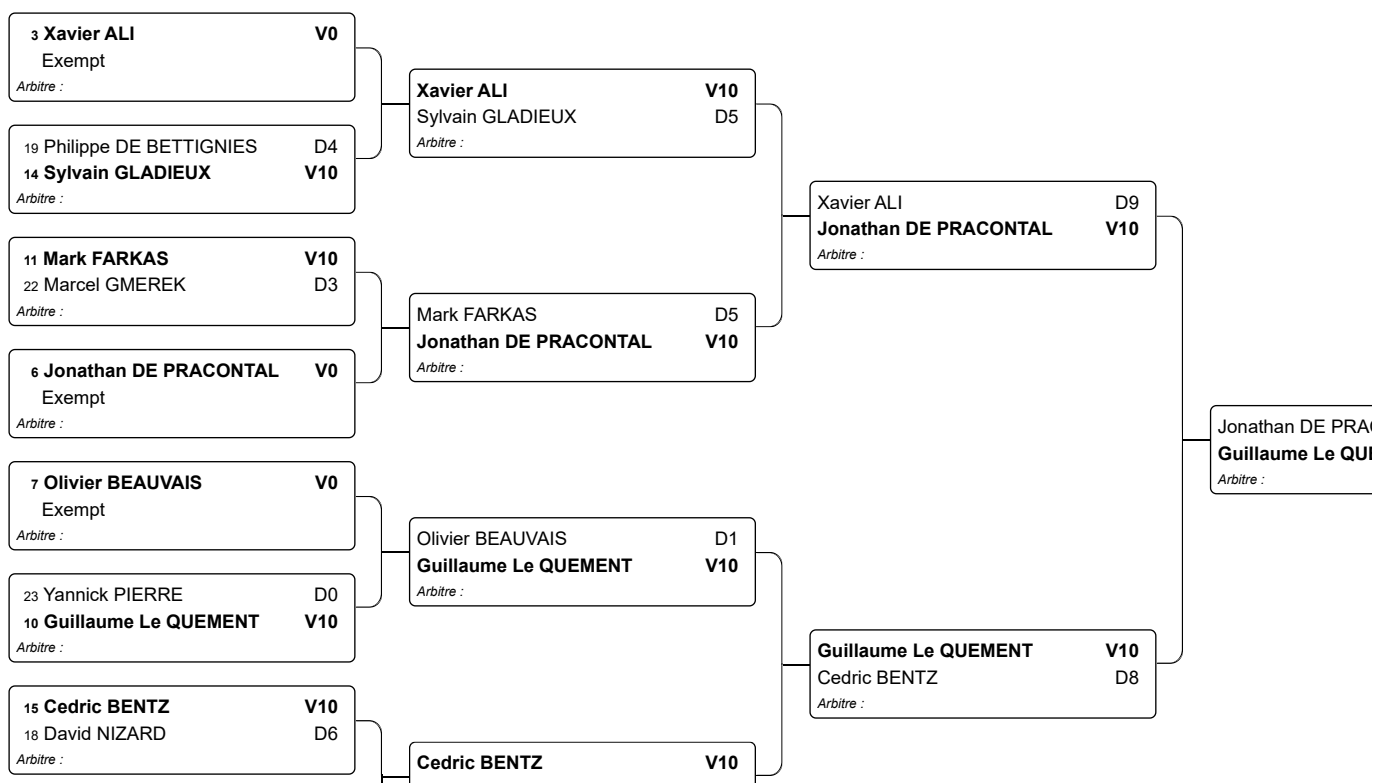 3 Xavier ALI V0
Exempt
Arbitre :
19 Philippe DE BETTIGNIES D4
14 Sylvain GLADIEUX V10
Arbitre :
11 Mark FARKAS V10
22 Marcel GMEREK D3
Arbitre :
6 Jonathan DE PRACONTAL V0
Exempt
Arbitre :
7 Olivier BEAUVAIS V0
Exempt
Arbitre :
23 Yannick PIERRE D0
10 Guillaume Le QUEMENT V10
Arbitre :
15 Cedric BENTZ V10
18 David NIZARD D6
Arbitre :
Xavier ALI V10
Sylvain GLADIEUX D5
Arbitre :
Mark FARKAS D5
Jonathan DE PRACONTAL V10
Arbitre :
Olivier BEAUVAIS D1
Guillaume Le QUEMENT V10
Arbitre :
Cedric BENTZ V10
Xavier ALI D9
Jonathan DE PRACONTAL V10
Arbitre :
Guillaume Le QUEMENT V10
Cedric BENTZ D8
Arbitre :
Jonathan DE
Guillaume Le
Arbitre :